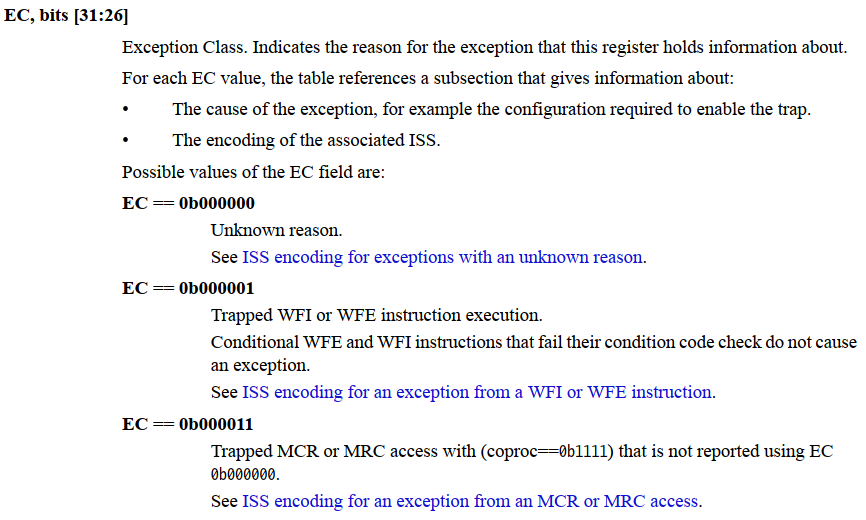 EC, bits [31:26]
Exception Class. Indicates the reason for the exception that this register holds information about.
For each EC value, the table references a subsection that gives information about:
• The cause of the exception, for example the configuration required to enable the trap.
• The encoding of the associated ISS.
Possible values of the EC field are:
EC == 0b000000
Unknown reason.
See ISS encoding for exceptions with an unknown reason.
EC == 0b000001
Trapped WFI or WFE instruction execution.
Conditional WFE and WFI instructions that fail their condition code check do not cause
an exception.
See ISS encoding for an exception from a WFI or WFE instruction.
EC == 0b000011
Trapped MCR or MRC access with (coproc==0b1111) that is not reported using EC
0b000000.
See ISS encoding for an exception from an MCR or MRC access.